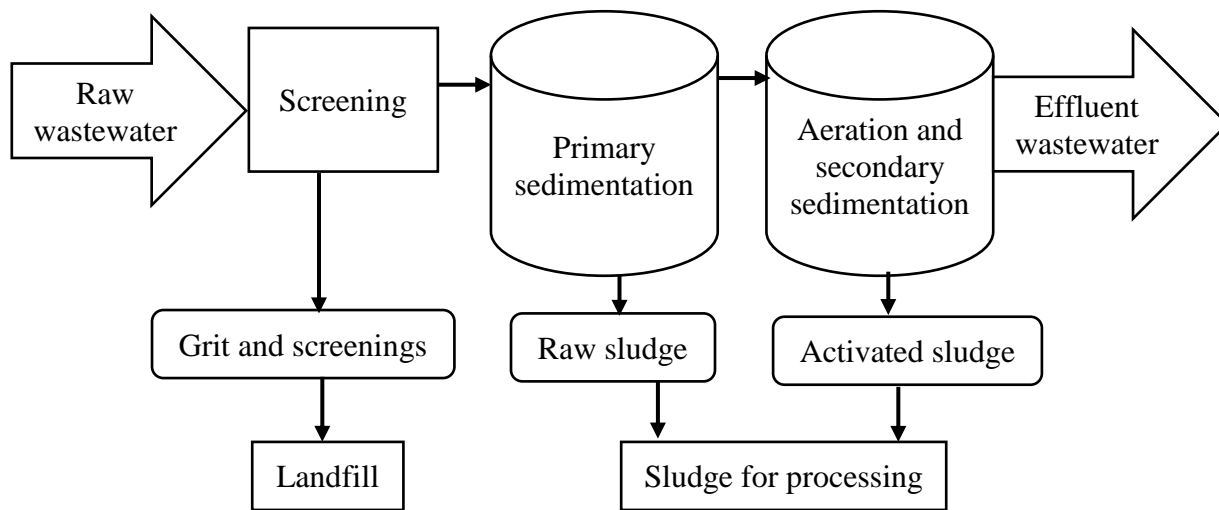 Raw
wastewater
Screening
Primary
sedimentation
Aeration and
secondary
sedimentation
Effluent
wastewater
Grit and screenings
Raw sludge
Activated sludge
Landfill
Sludge for processing